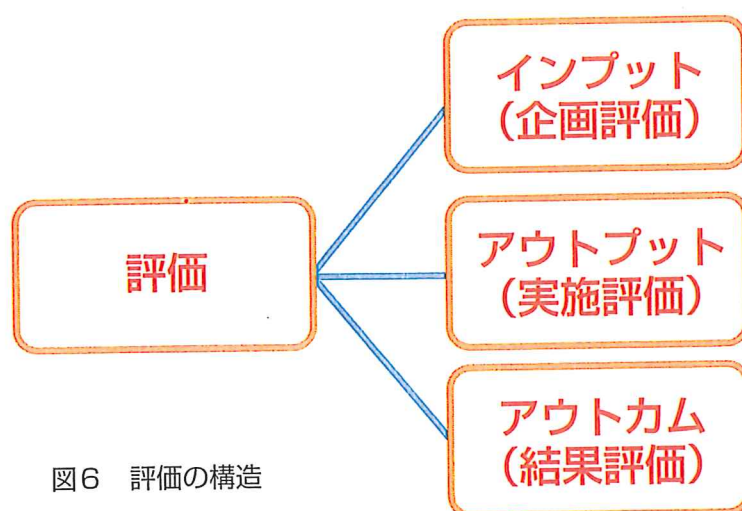 評価
インプット
(企画評価)
アウトプット
(実施評価)
アウトカム
(結果評価)
図6 評価の構造